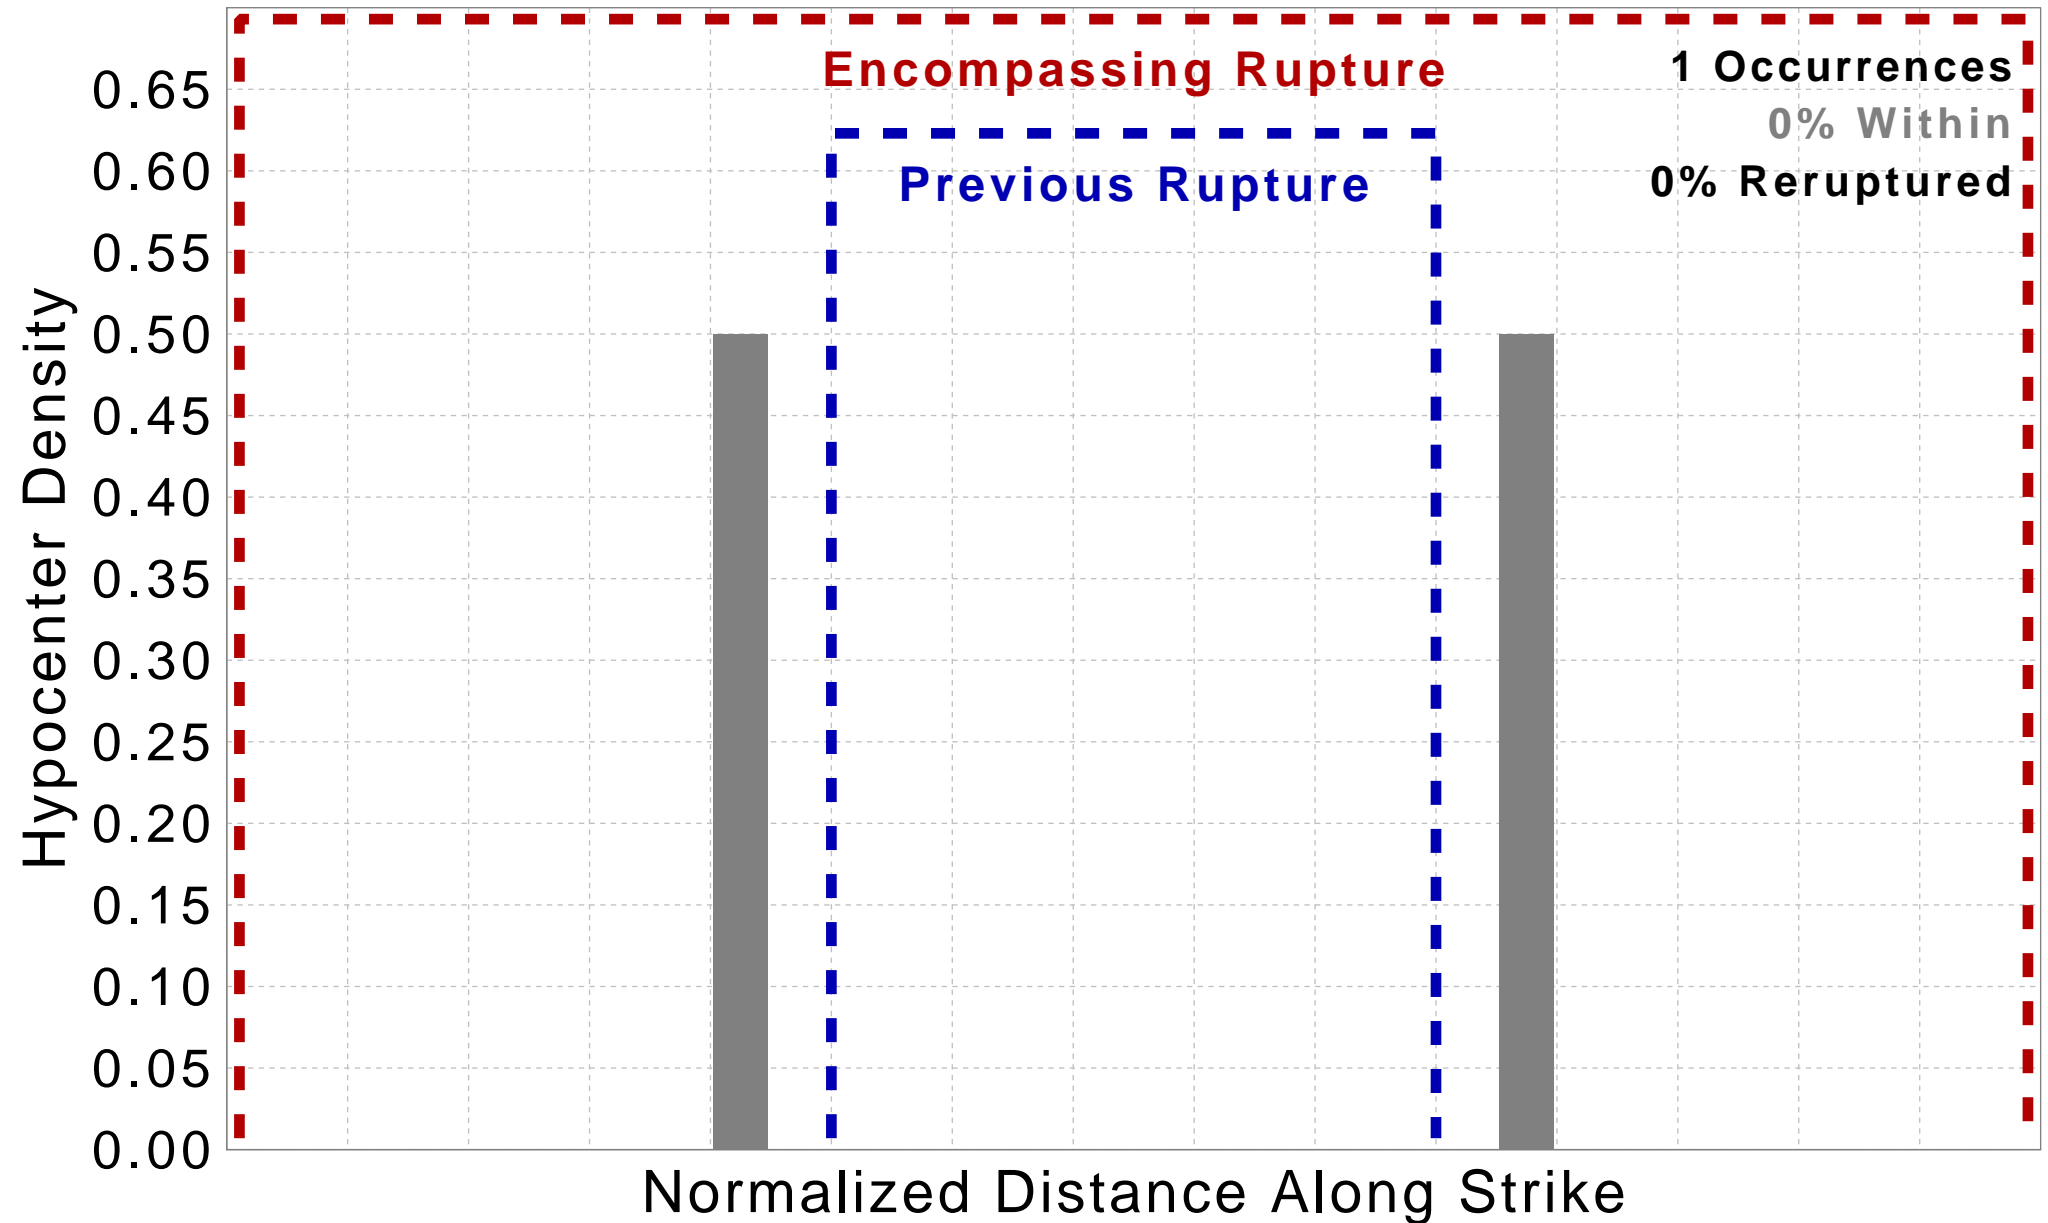 Encompassing Rupture
1 Occurrences
0% Within
Previous Rupture
0% Reruptured
0.65
0.60
0.55
0.50
0.45
0.40
0.35
0.30
0.25
0.20
0.15
0.10
0.05
0.00
Hypocenter Density
Normalized Distance Along Strike